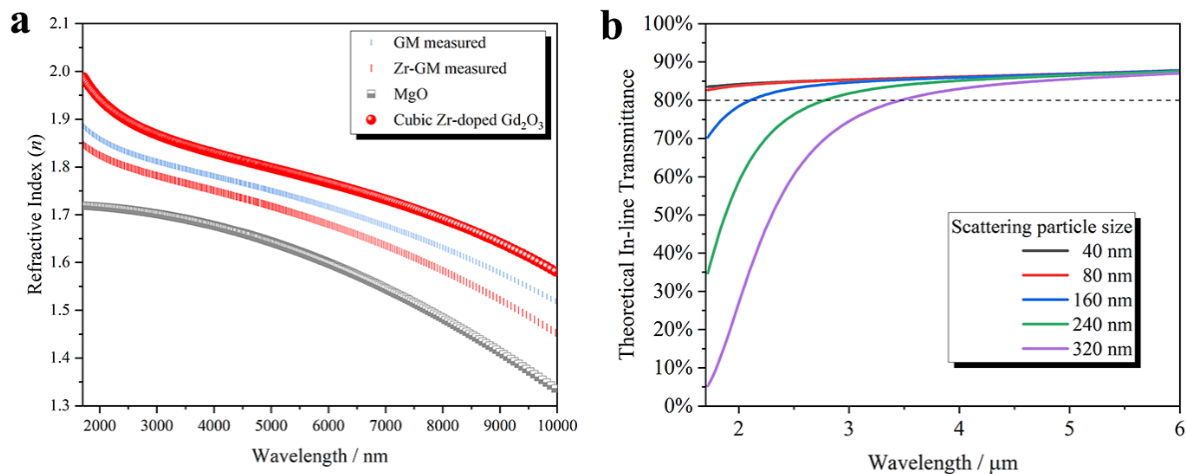 a
2.1
2.0
1.9
1.8
1.7
1.6
1.5
1.4
1.3
Refractive Index (n)
GM measured
Zr-GM measured
MgO
Cubic Zr-doped Gd₂O₃
2000 3000 4000 5000 6000 7000 8000 9000 10000
Wavelength / nm
b
100%
90%
80%
70%
60%
50%
40%
30%
20%
10%
0%
Theoretical In-line Transmittance
Scattering particle size
40 nm
80 nm
160 nm
240 nm
320 nm
2 3 4 5 6
Wavelength / μm